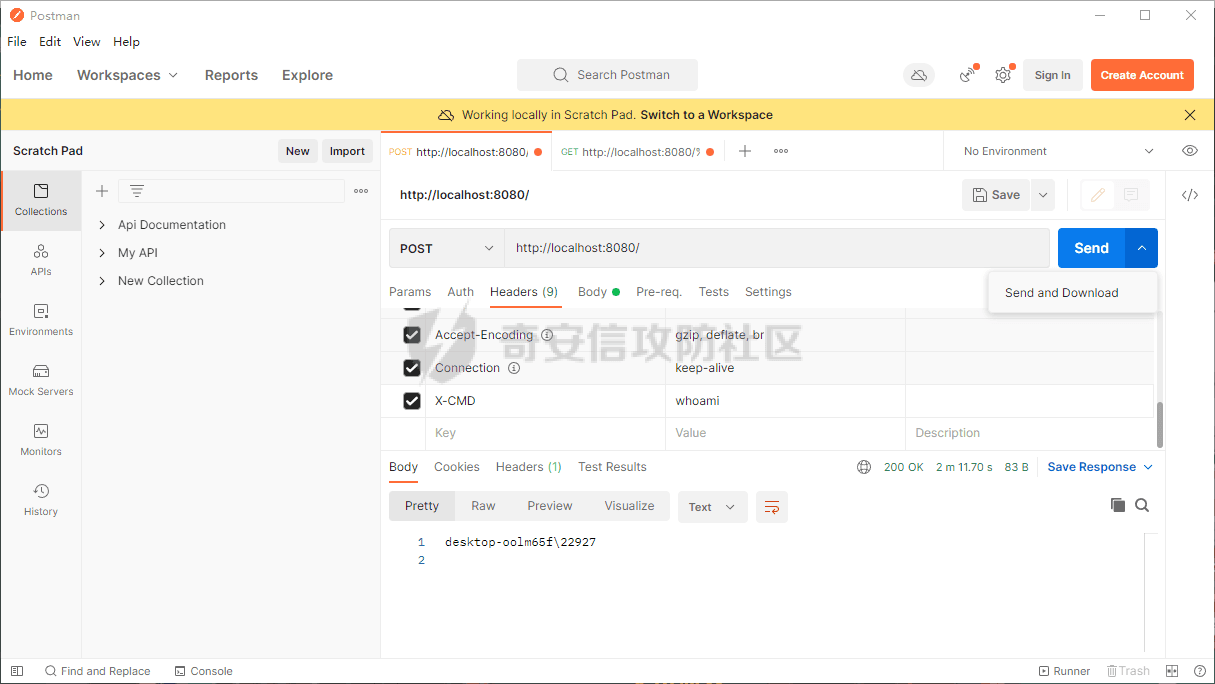 Postman
File Edit View Help
Home Workspaces Reports Explore Search Postman Sign In Create Account
Working locally in Scratch Pad. Switch to a Workspace
Scratch Pad New Import
POST http://localhost:8080/ GET http://localhost:8080/% No Environment
http://localhost:8080/ Save
Collections
APIs
Environments
Mock Servers
Monitors
History
Api Documentation
My API
New Collection
POST http://localhost:8080/ Send
Send and Download
Params Auth Headers (9) Body Pre-req. Tests Settings
Accept-Encoding gzip, deflate, br
Connection keep-alive
X-CMD whoami
Key Value Description
奇安信攻防社区
Body Cookies Headers (1) Test Results 200 OK 2 m 11.70 s 83 B Save Response
Pretty Raw Preview Visualize Text
1 desktop-oolm65f\22927
2
Find and Replace Console Runner Trash